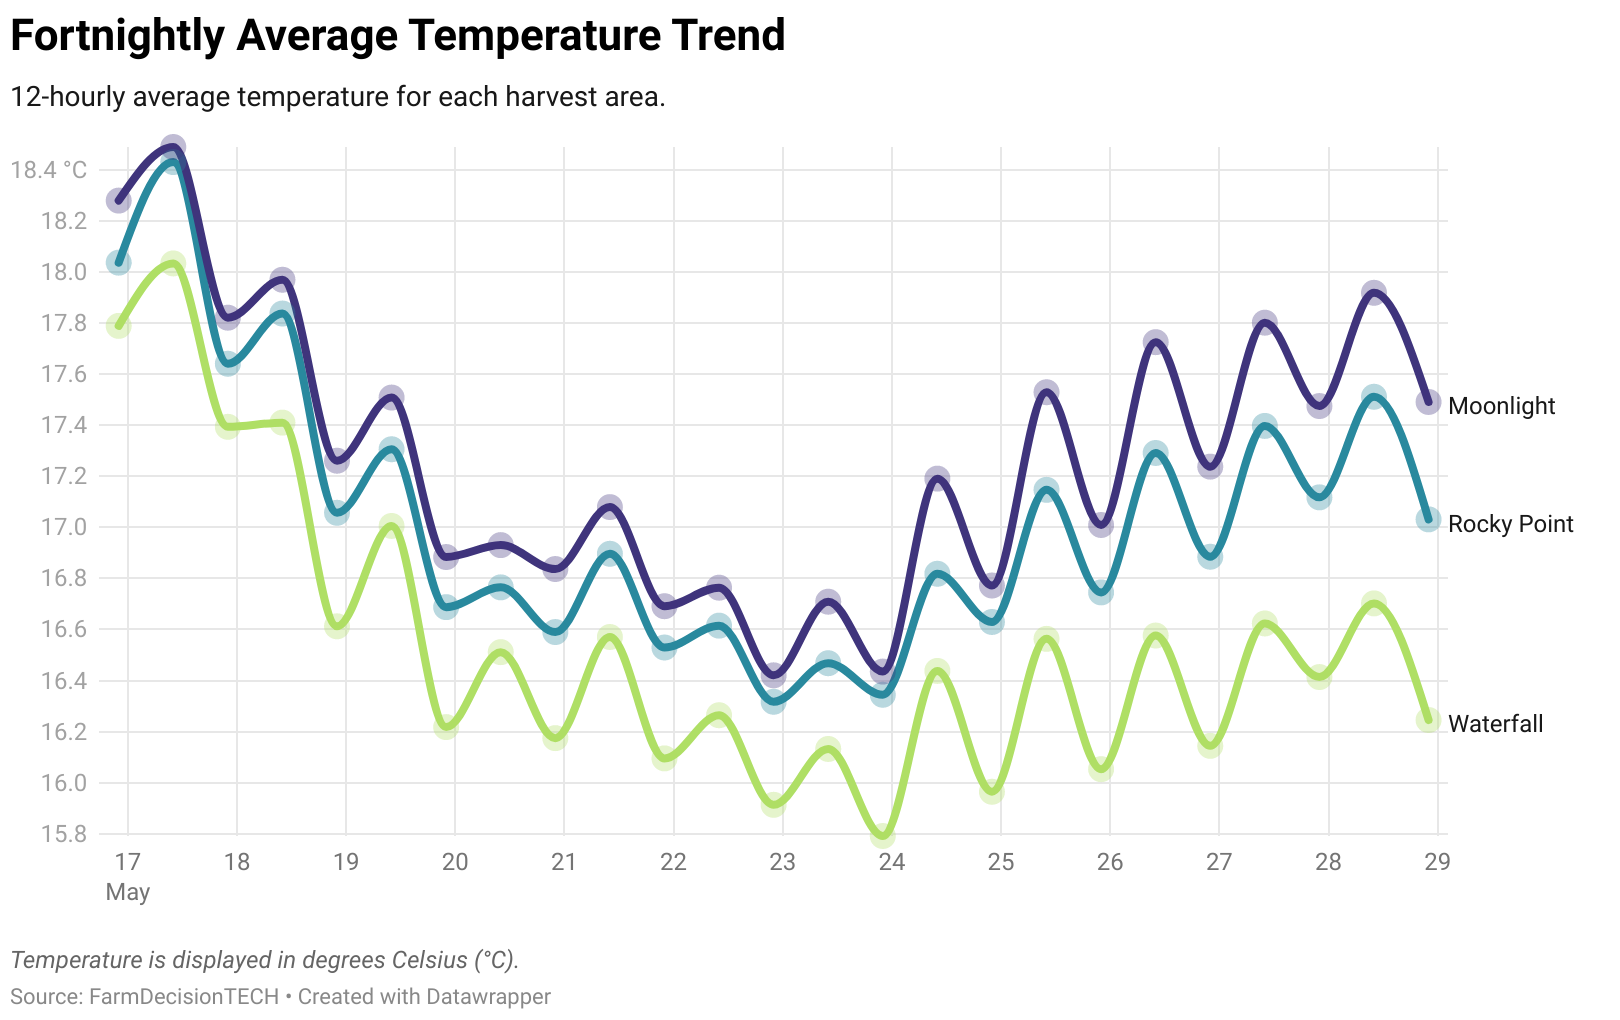 Fortnightly Average Temperature Trend
12-hourly average temperature for each harvest area.
18.4 °C
18.2
18.0
17.8
17.6
17.4
17.2
17.0
16.8
16.6
16.4
16.2
16.0
15.8
Moonlight
Rocky Point
Waterfall
17 18 19 20 21 22 23 24 25 26 27 28 29
May
Temperature is displayed in degrees Celsius (°C).
Source: FarmDecisionTECH • Created with Datawrapper